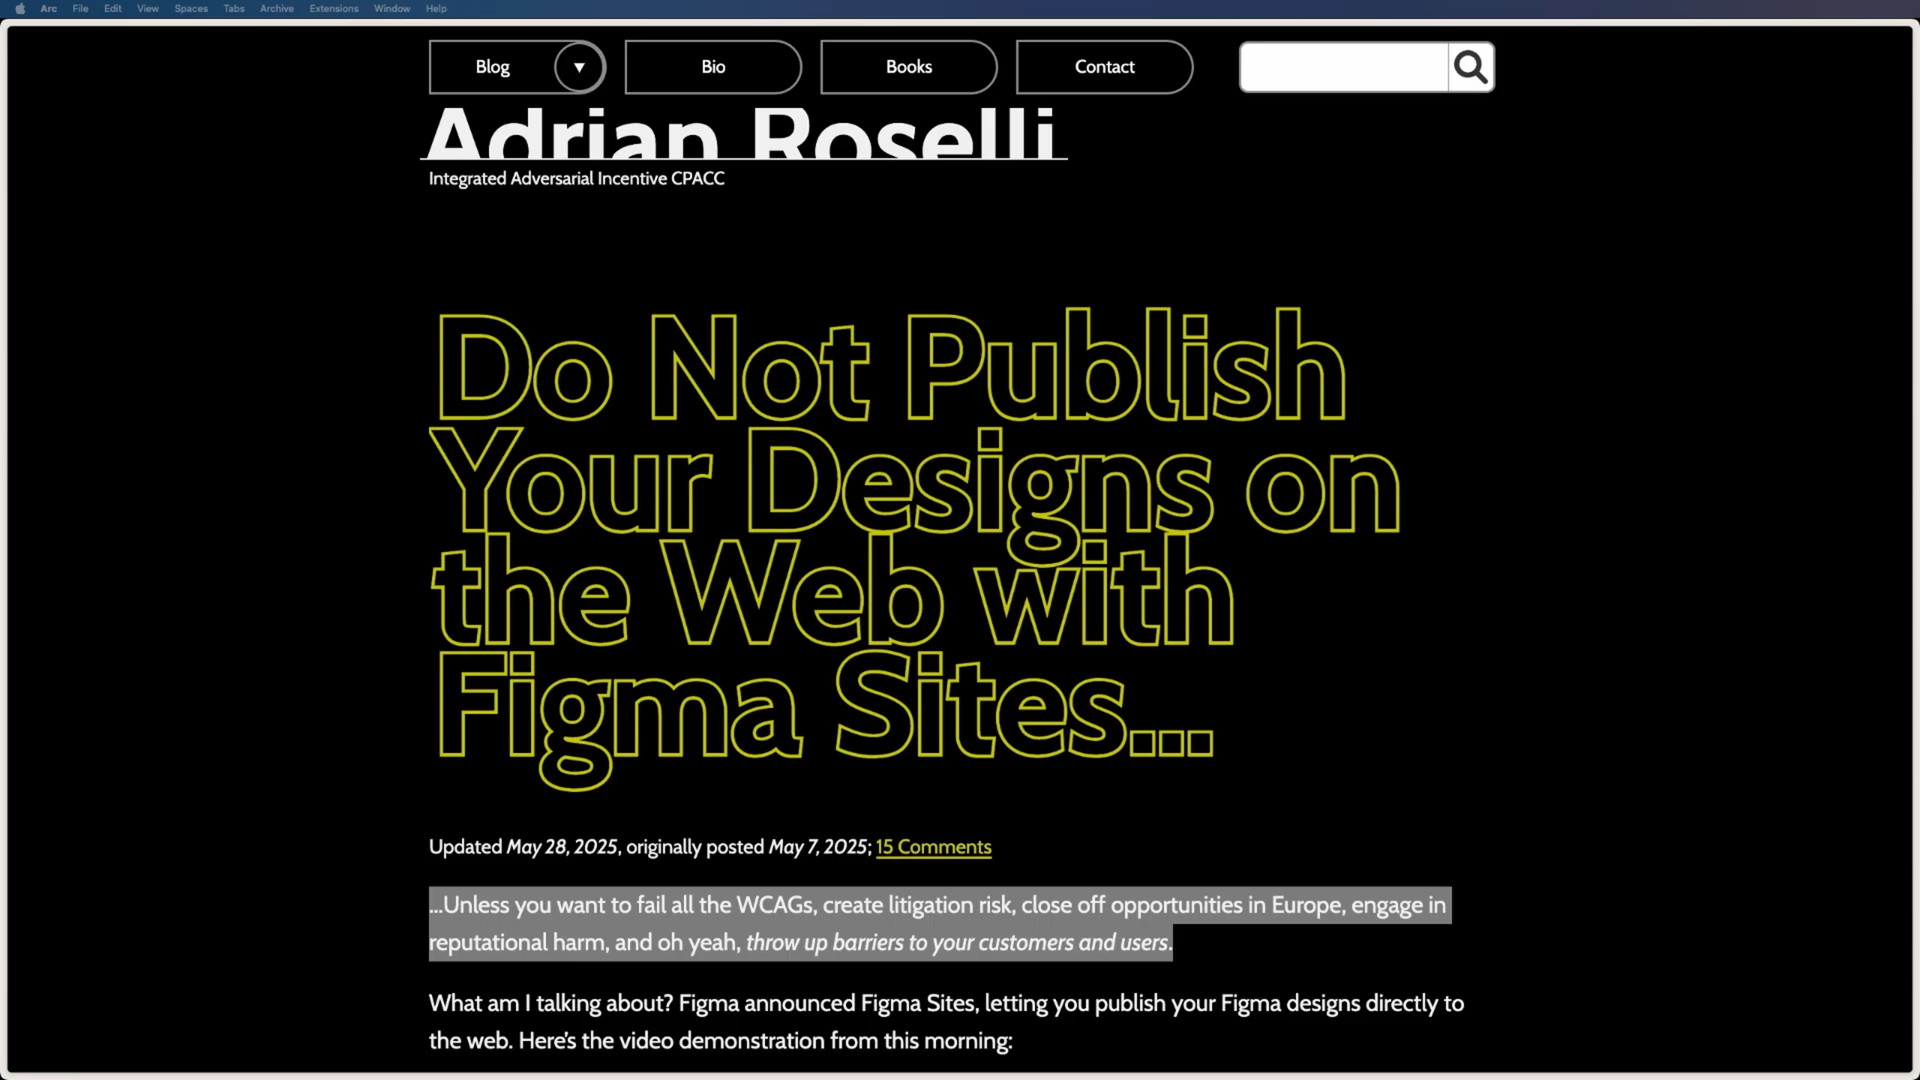 Arc File Edit View Spaces Tabs Archive Extensions Window Help
Blog ▼ Bio Books Contact
Adrian Roselli
Integrated Adversarial Incentive CPACC
Do Not Publish
Your Designs on
the Web with
Figma Sites…
Updated May 28, 2025, originally posted May 7, 2025; 15 Comments
…Unless you want to fail all the WCAGs, create litigation risk, close off opportunities in Europe, engage in
reputational harm, and oh yeah, throw up barriers to your customers and users.
What am I talking about? Figma announced Figma Sites, letting you publish your Figma designs directly to
the web. Here’s the video demonstration from this morning: